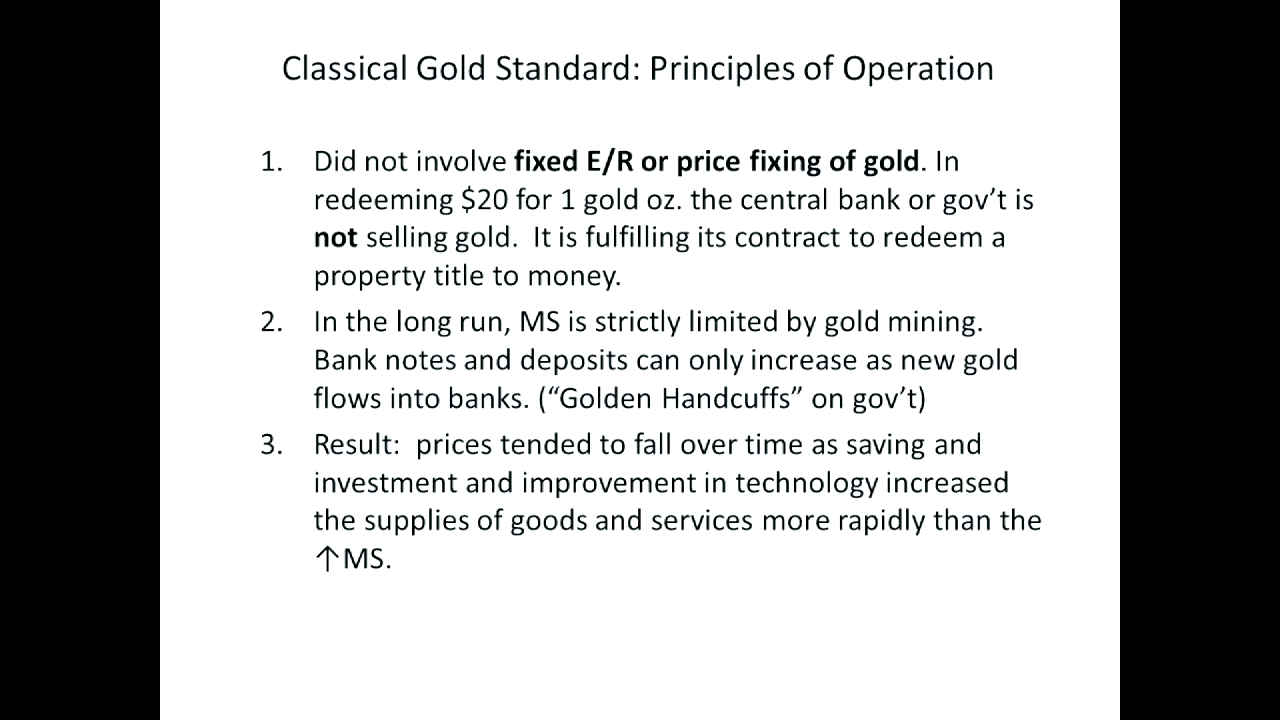 Classical Gold Standard: Principles of Operation
1. Did not involve fixed E/R or price fixing of gold. In
redeeming $20 for 1 gold oz. the central bank or gov’t is
not selling gold.  It is fulfilling its contract to redeem a
property title to money.
2. In the long run, MS is strictly limited by gold mining.
Bank notes and deposits can only increase as new gold
flows into banks. (“Golden Handcuffs” on gov’t)
3. Result:  prices tended to fall over time as saving and
investment and improvement in technology increased
the supplies of goods and services more rapidly than the
↑MS.